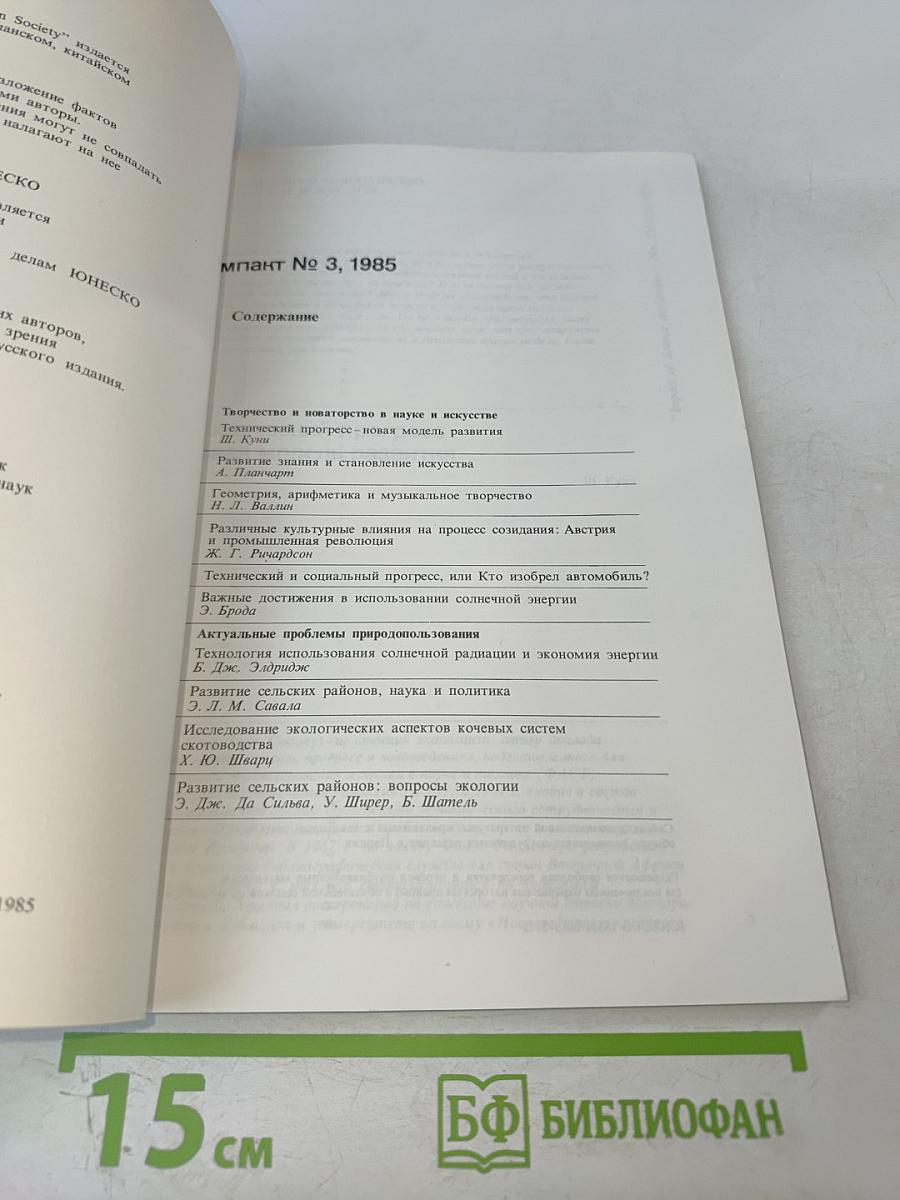 n Society” издается
анском, китайском
зложение фактов
ми авторы.
ния могут не совпадать
налагают на нее
ЕСКО
вляется
и
делам ЮНЕСКО
их авторов,
зрения
усского издания.
к
наук
1985
мпакт № 3, 1985
Содержание
Творчество и новаторство в науке и искусстве
Технический прогресс – новая модель развития
Ш. Куни
Развитие знания и становление искусства
А. Планчарт
Геометрия, арифметика и музыкальное творчество
Н. Л. Валлин
Различные культурные влияния на процесс созидания: Австрия
и промышленная революция
Ж. Г. Ричардсон
Технический и социальный прогресс, или Кто изобрел автомобиль?
Важные достижения в использовании солнечной энергии
Э. Брода
Актуальные проблемы природопользования
Технология использования солнечной радиации и экономия энергии
Б. Дж. Элдридж
Развитие сельских районов, наука и политика
Э. Л. М. Савала
Исследование экологических аспектов кочевых систем
скотоводства
Х. Ю. Шварц
Развитие сельских районов: вопросы экологии
Э. Дж. Да Сильва, У. Ширер, Б. Шатель
15 см
БФ БИБЛИОФАН